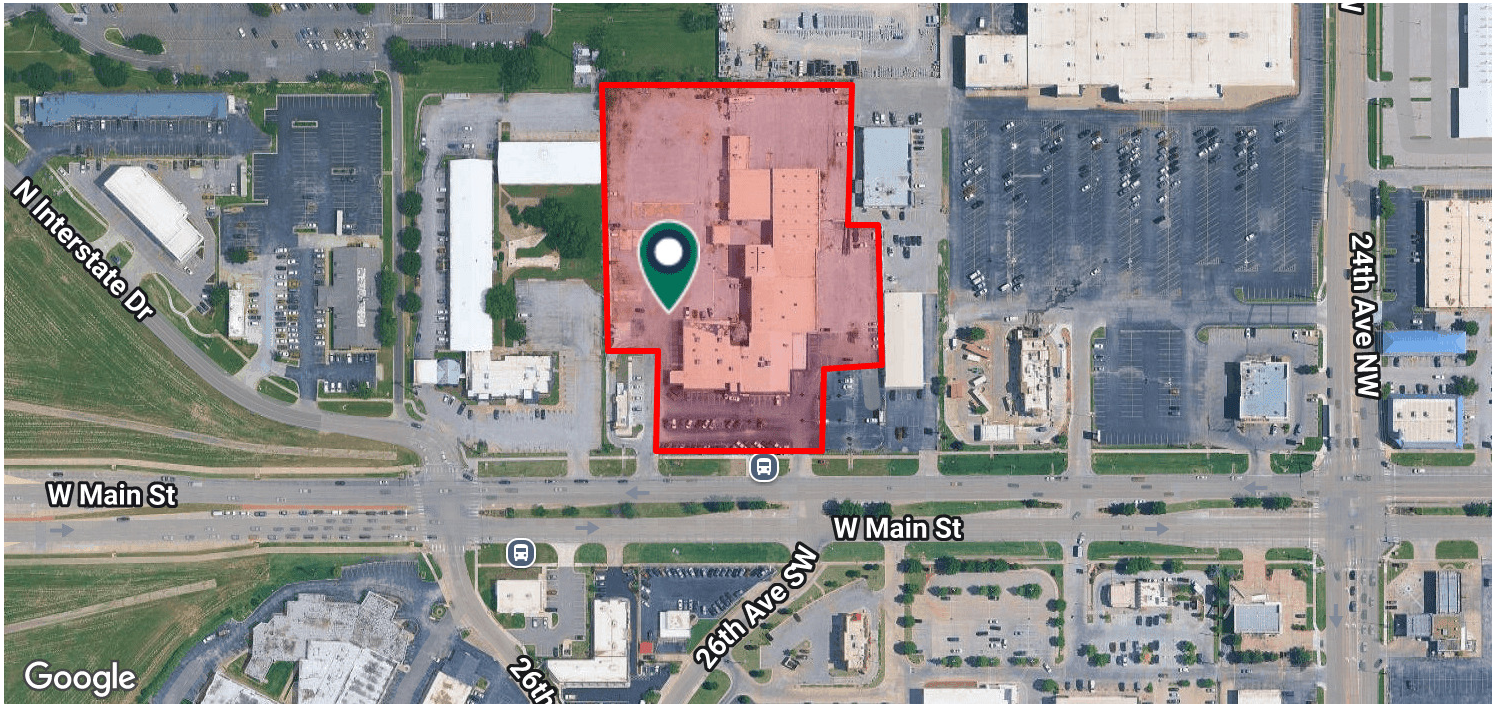 N Interstate Dr
24th Ave NW
W Main St
W Main St
26th Ave SW
26th
Google